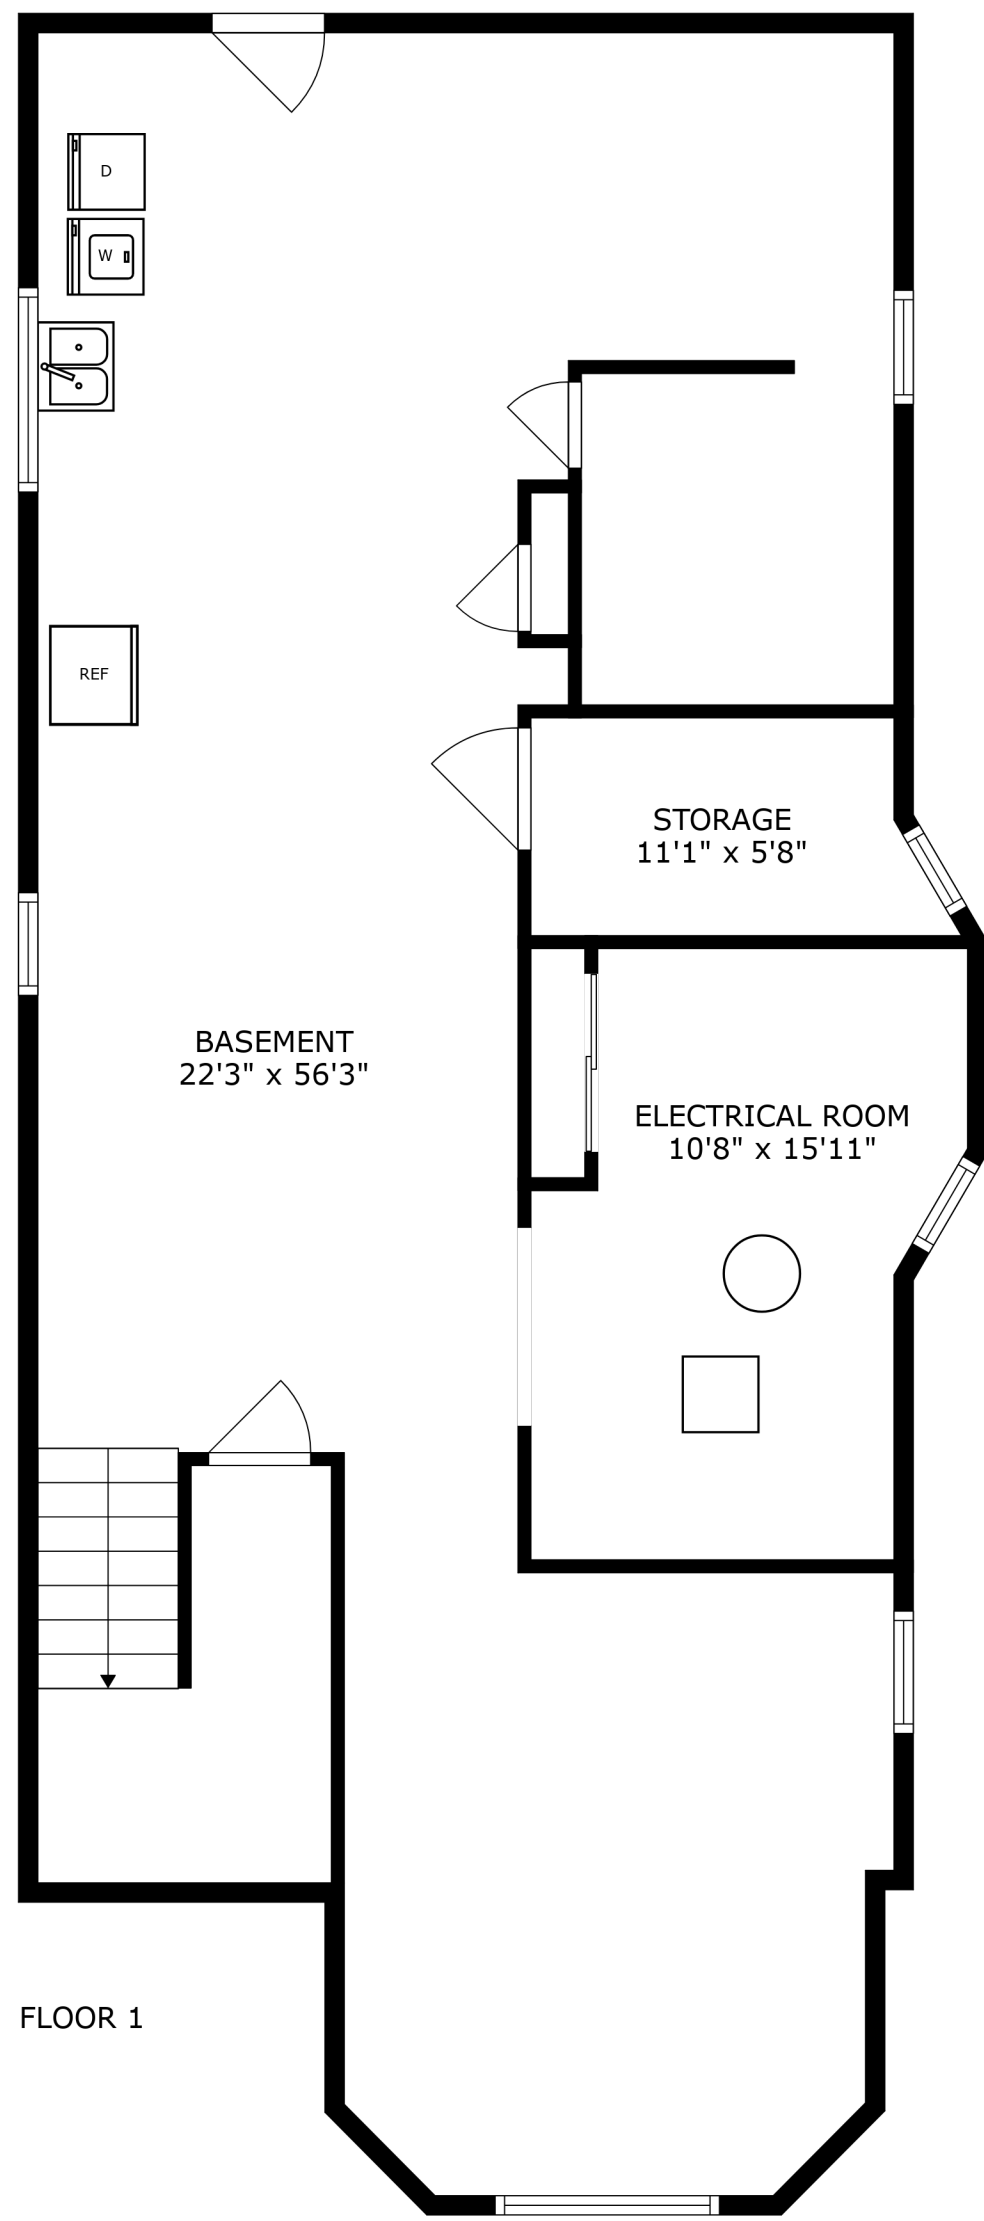 D
W
REF
STORAGE
11'1" x 5'8"
BASEMENT
22'3" x 56'3"
ELECTRICAL ROOM
10'8" x 15'11"
FLOOR 1